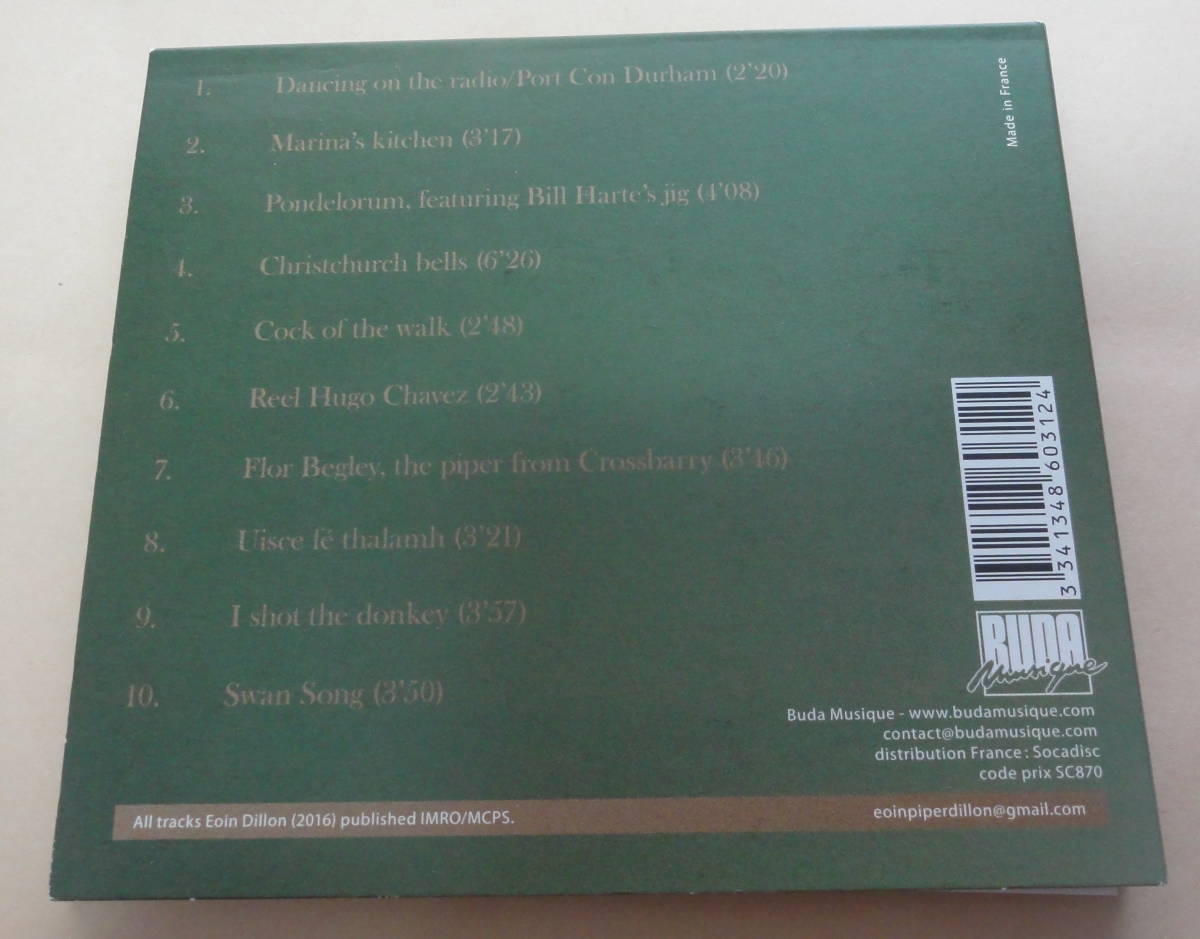 1. Dancing on the radio/Port Con Durham (2'20)
2. Marina's kitchen (3'17)
3. Pondelorum, featuring Bill Harte's jig (4'08)
4. Christchurch bells (6'26)
5. Cock of the walk (2'48)
6. Reel Hugo Chavez (2'43)
7. Flor Begley, the piper from Crossbarry (3'46)
8. Uisce fé thalamh (3'21)
9. I shot the donkey (3'57)
10. Swan Song (3'50)
Made in France
3 341348 603124
BUDA
Musique
Buda Musique - www.budamusique.com
contact@budamusique.com
distribution France : Socadisc
code prix SC870
All tracks Eoin Dillon (2016) published IMRO/MCPS.
eoinpiperdillon@gmail.com